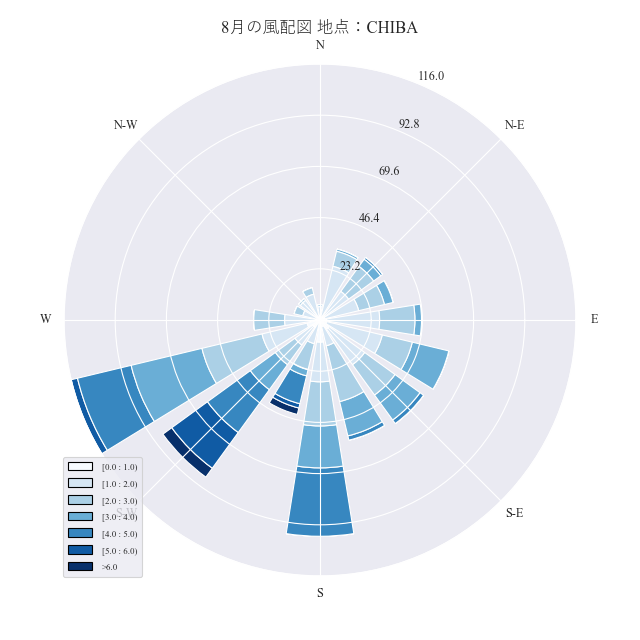 8月の風配図 地点：CHIBA
N
116.0
N-W
N-E
92.8
69.6
46.4
23.2
W
E
[0.0 : 1.0)
[1.0 : 2.0)
[2.0 : 3.0)
[3.0 : 4.0)
[4.0 : 5.0)
[5.0 : 6.0)
>6.0
S-W
S-E
S